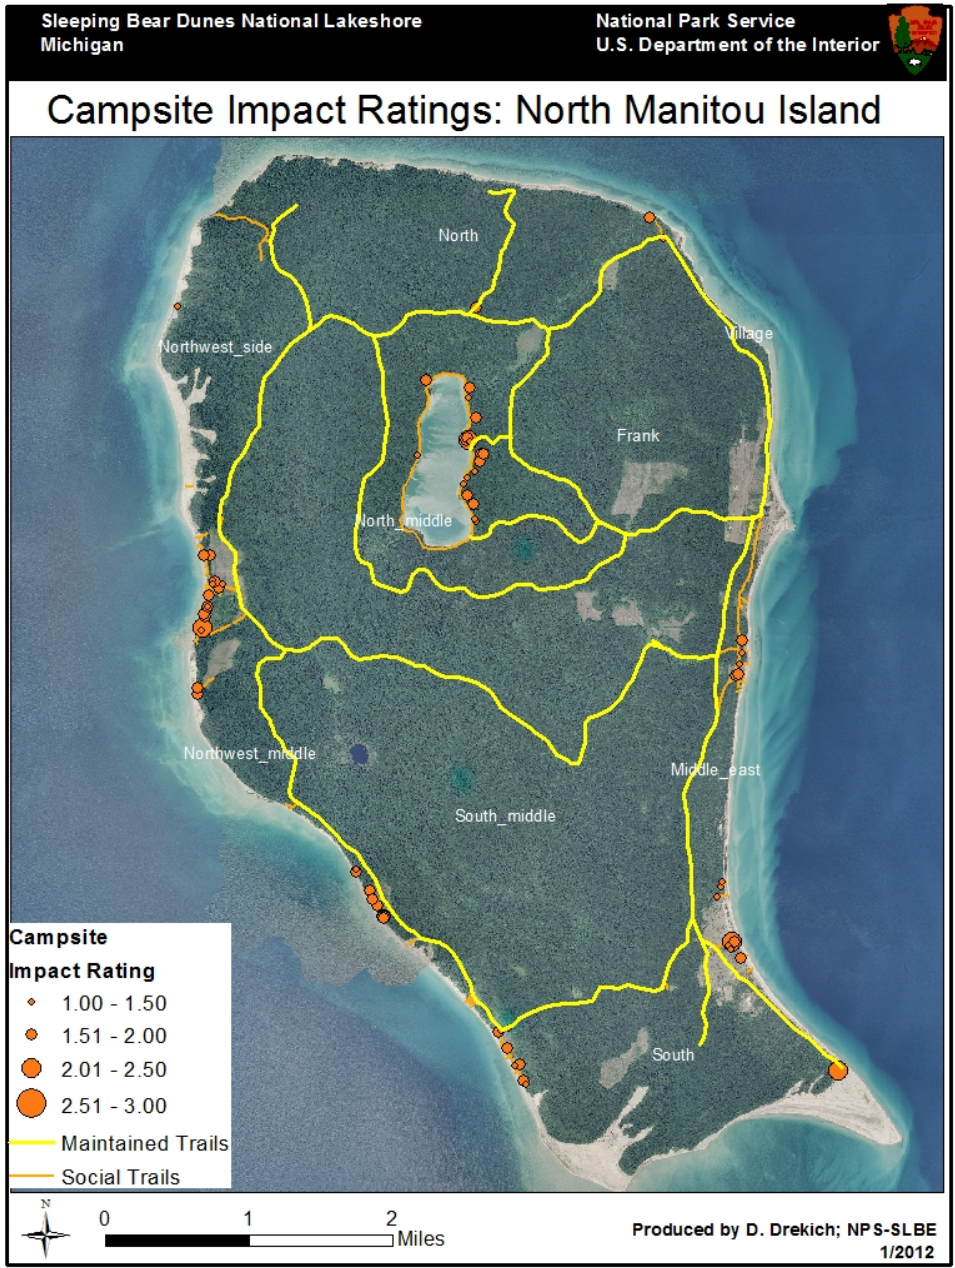 Sleeping Bear Dunes National Lakeshore
Michigan
National Park Service
U.S. Department of the Interior
Campsite Impact Ratings: North Manitou Island
North
Village
Northwest_side
Frank
North_middle
Northwest_middle
Middle_east
South_middle
South
Campsite
Impact Rating
1.00 - 1.50
1.51 - 2.00
2.01 - 2.50
2.51 - 3.00
Maintained Trails
Social Trails
N
0 1 2
Miles
Produced by D. Drekich; NPS-SLBE
1/2012